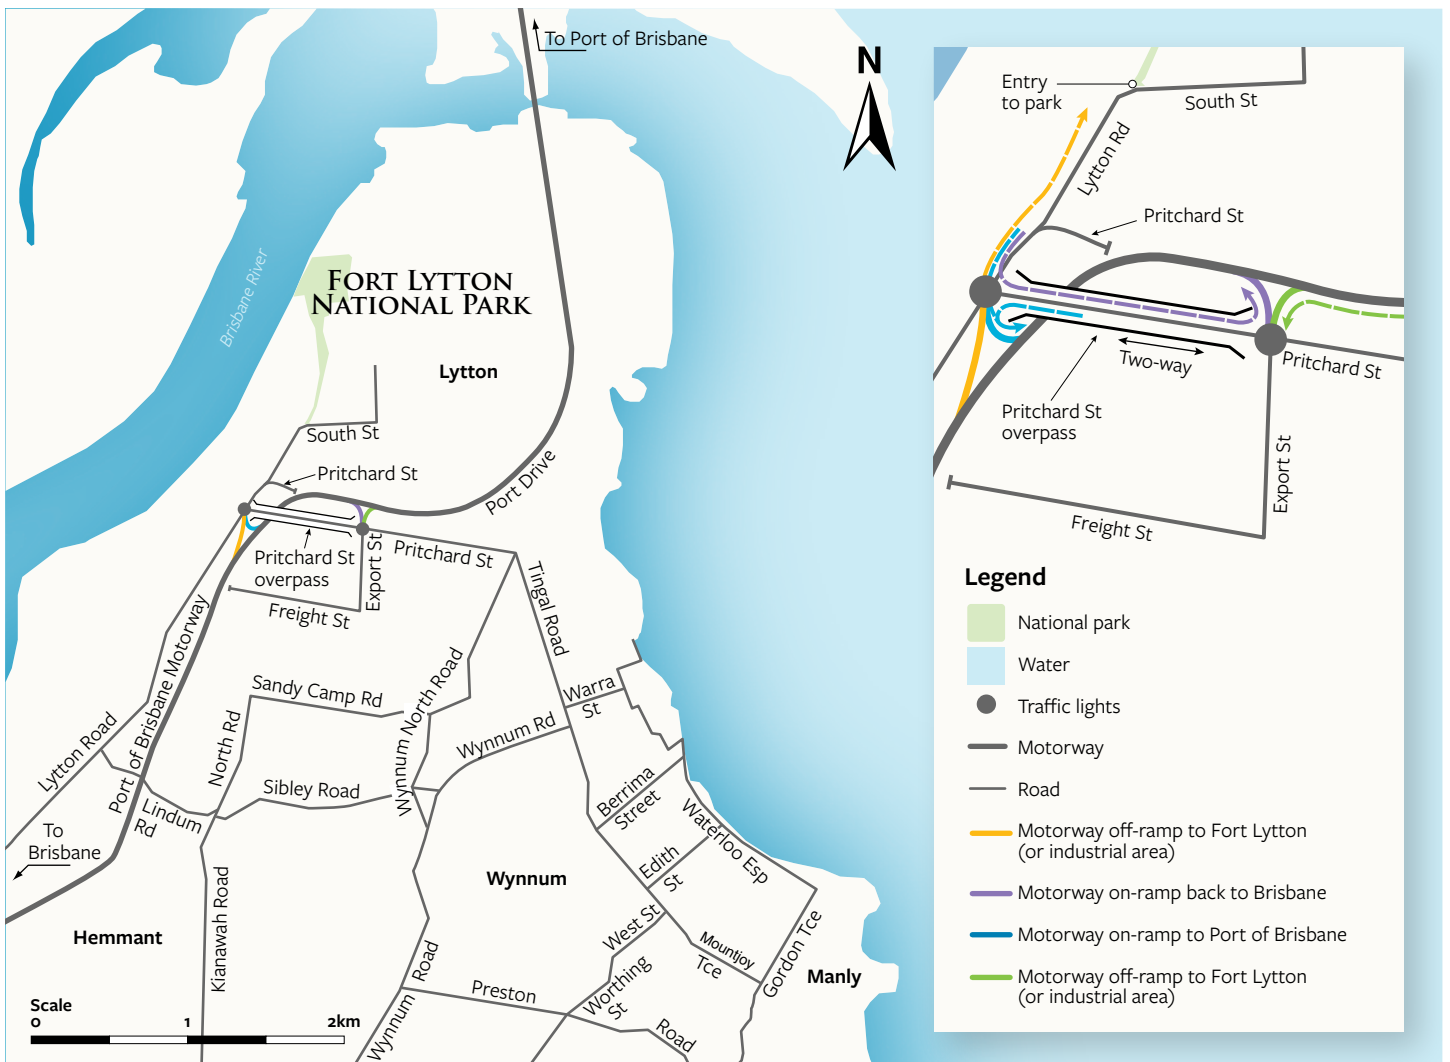 To Port of Brisbane
N
Brisbane River
FORT LYTTON
NATIONAL PARK
Lytton
South St
Pritchard St
Port Drive
Pritchard St
overpass
Export St
Pritchard St
Freight St
Tingal Road
Port of Brisbane Motorway
Sandy Camp Rd
Wynnum North Road
Warra
St
Lytton Road
North Rd
Wynnum Rd
Sibley Road
Lindum
Rd
Berrima
Street
Waterloo Esp
To
Brisbane
Edith
St
Wynnum
Kianawah Road
Hemmant
West St
Mountjoy
Tce
Gordon Tce
Manly
Wynnum Road
Preston Road
Worthing
St
Scale
0 1 2km
Entry
to park
South St
Lytton Rd
Pritchard St
Two-way
Pritchard St
Pritchard St
overpass
Export St
Freight St
Legend
National park
Water
Traffic lights
Motorway
Road
Motorway off-ramp to Fort Lytton
(or industrial area)
Motorway on-ramp back to Brisbane
Motorway on-ramp to Port of Brisbane
Motorway off-ramp to Fort Lytton
(or industrial area)